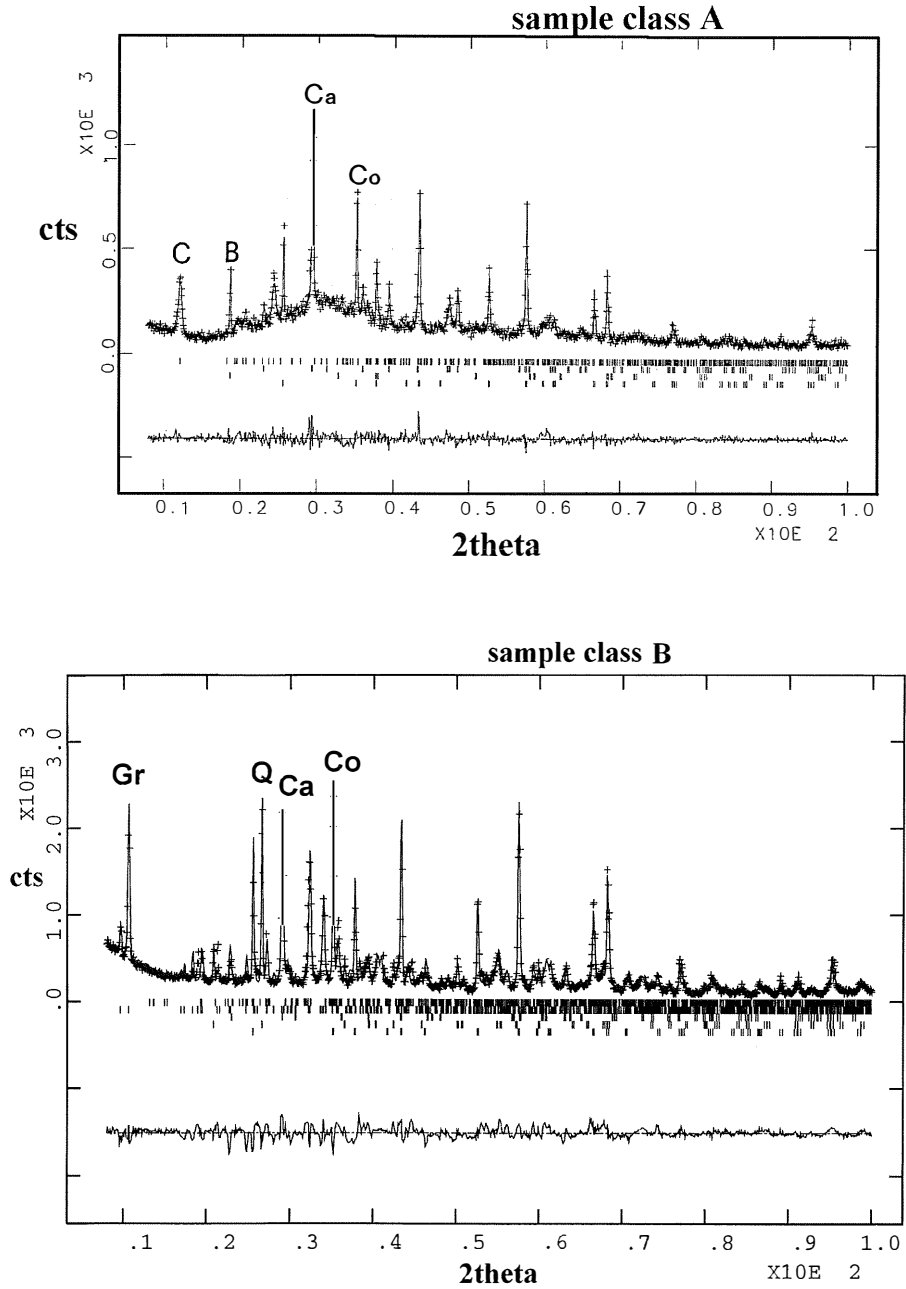 sample class A
X10E 3
1.0
0.5
0.0
cts
Ca
Co
C
B
0.1 0.2 0.3 0.4 0.5 0.6 0.7 0.8 0.9 1.0
X10E 2
2theta
sample class B
X10E 3
3.0
2.0
1.0
0
cts
Gr
Q
Ca
Co
.1 .2 .3 .4 .5 .6 .7 .8 .9 1.0
X10E 2
2theta